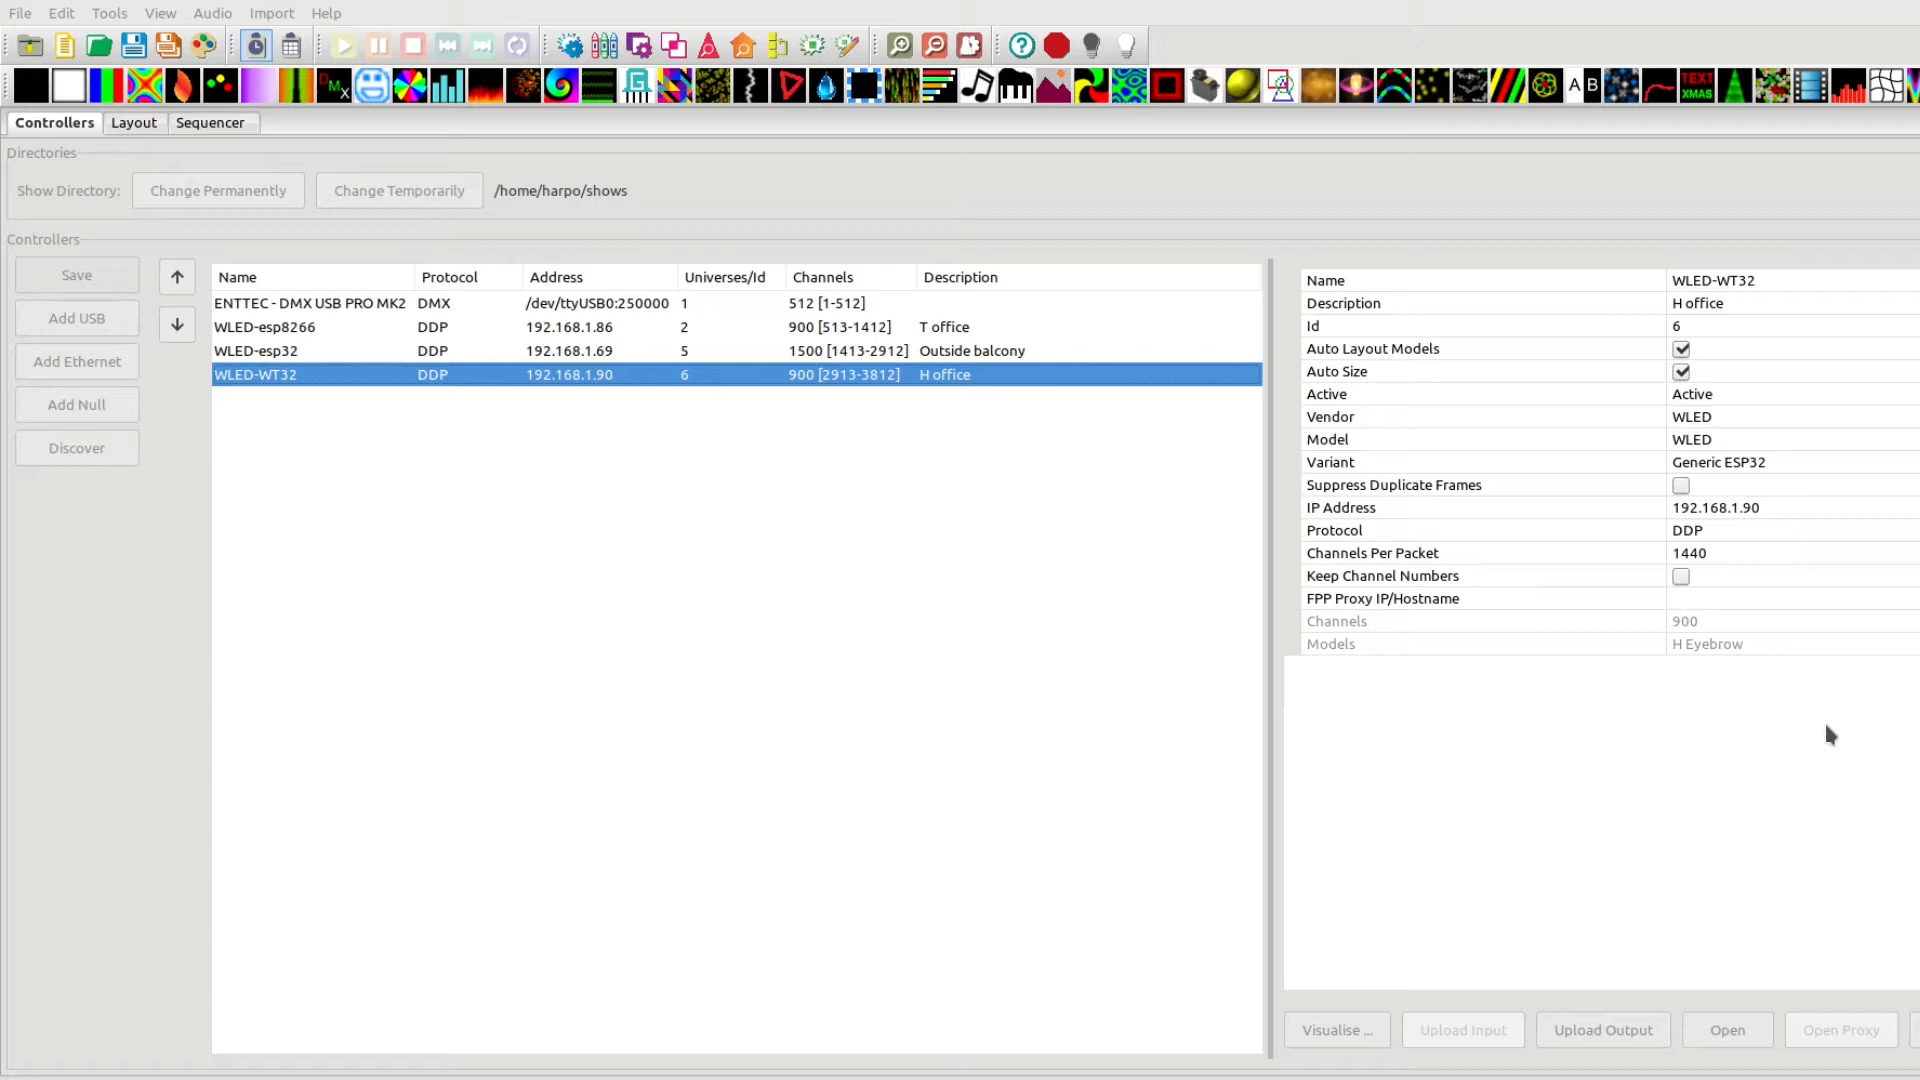 File Edit Tools View Audio Import Help
DMX
A B
TEXT XMAS
Controllers Layout Sequencer
Directories
Show Directory: Change Permanently Change Temporarily /home/harpo/shows
Controllers
Save
Add USB
Add Ethernet
Add Null
Discover
Name Protocol Address Universes/Id Channels Description
ENTTEC - DMX USB PRO MK2 DMX /dev/ttyUSB0:250000 1 512 [1-512]
WLED-esp8266 DDP 192.168.1.86 2 900 [513-1412] T office
WLED-esp32 DDP 192.168.1.69 5 1500 [1413-2912] Outside balcony
WLED-WT32 DDP 192.168.1.90 6 900 [2913-3812] H office
Name WLED-WT32
Description H office
Id 6
Auto Layout Models
Auto Size
Active Active
Vendor WLED
Model WLED
Variant Generic ESP32
Suppress Duplicate Frames
IP Address 192.168.1.90
Protocol DDP
Channels Per Packet 1440
Keep Channel Numbers
FPP Proxy IP/Hostname
Channels 900
Models H Eyebrow
Visualise ... Upload Input Upload Output Open Open Proxy